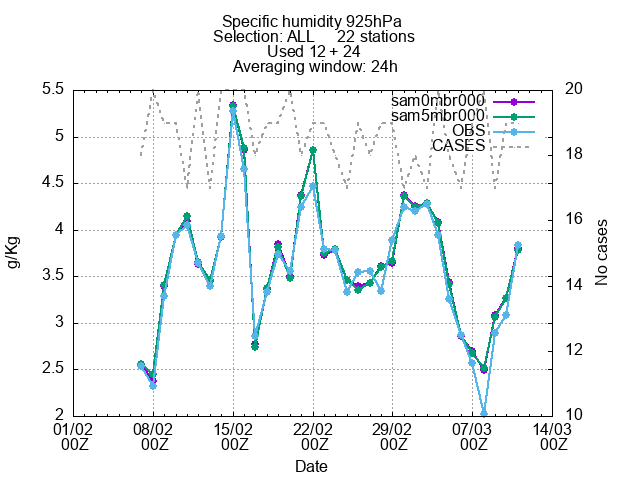 Specific humidity 925hPa
Selection: ALL 22 stations
Used 12 + 24
Averaging window: 24h
5.5
5
4.5
4
3.5
3
2.5
2
20
18
16
14
12
10
g/Kg
No cases
sam0mbr000
sam5mbr000
OBS
CASES
01/02 08/02 15/02 22/02 29/02 07/03 14/03
00Z 00Z 00Z 00Z 00Z 00Z 00Z
Date